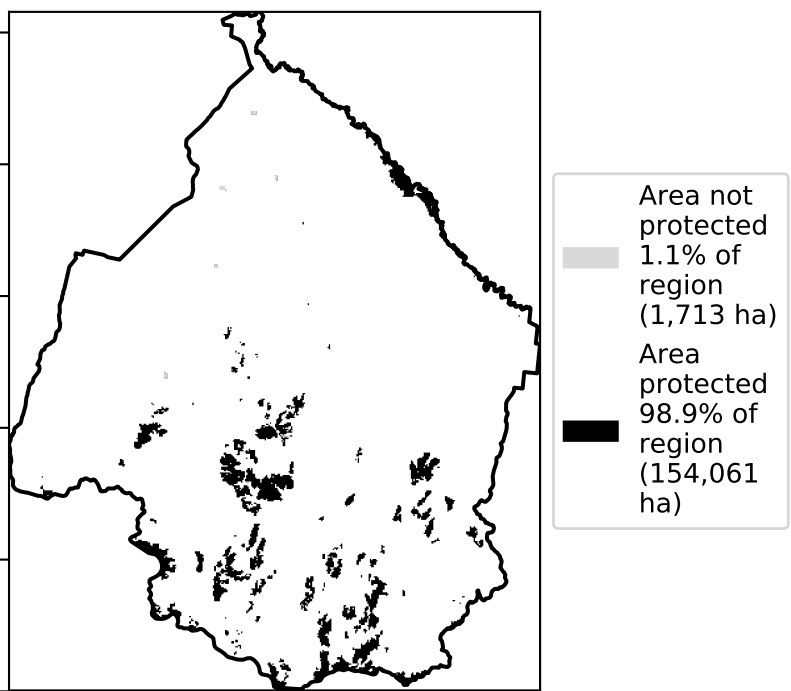 Area not
protected
1.1% of
region
(1,713 ha)
Area
protected
98.9% of
region
(154,061
ha)